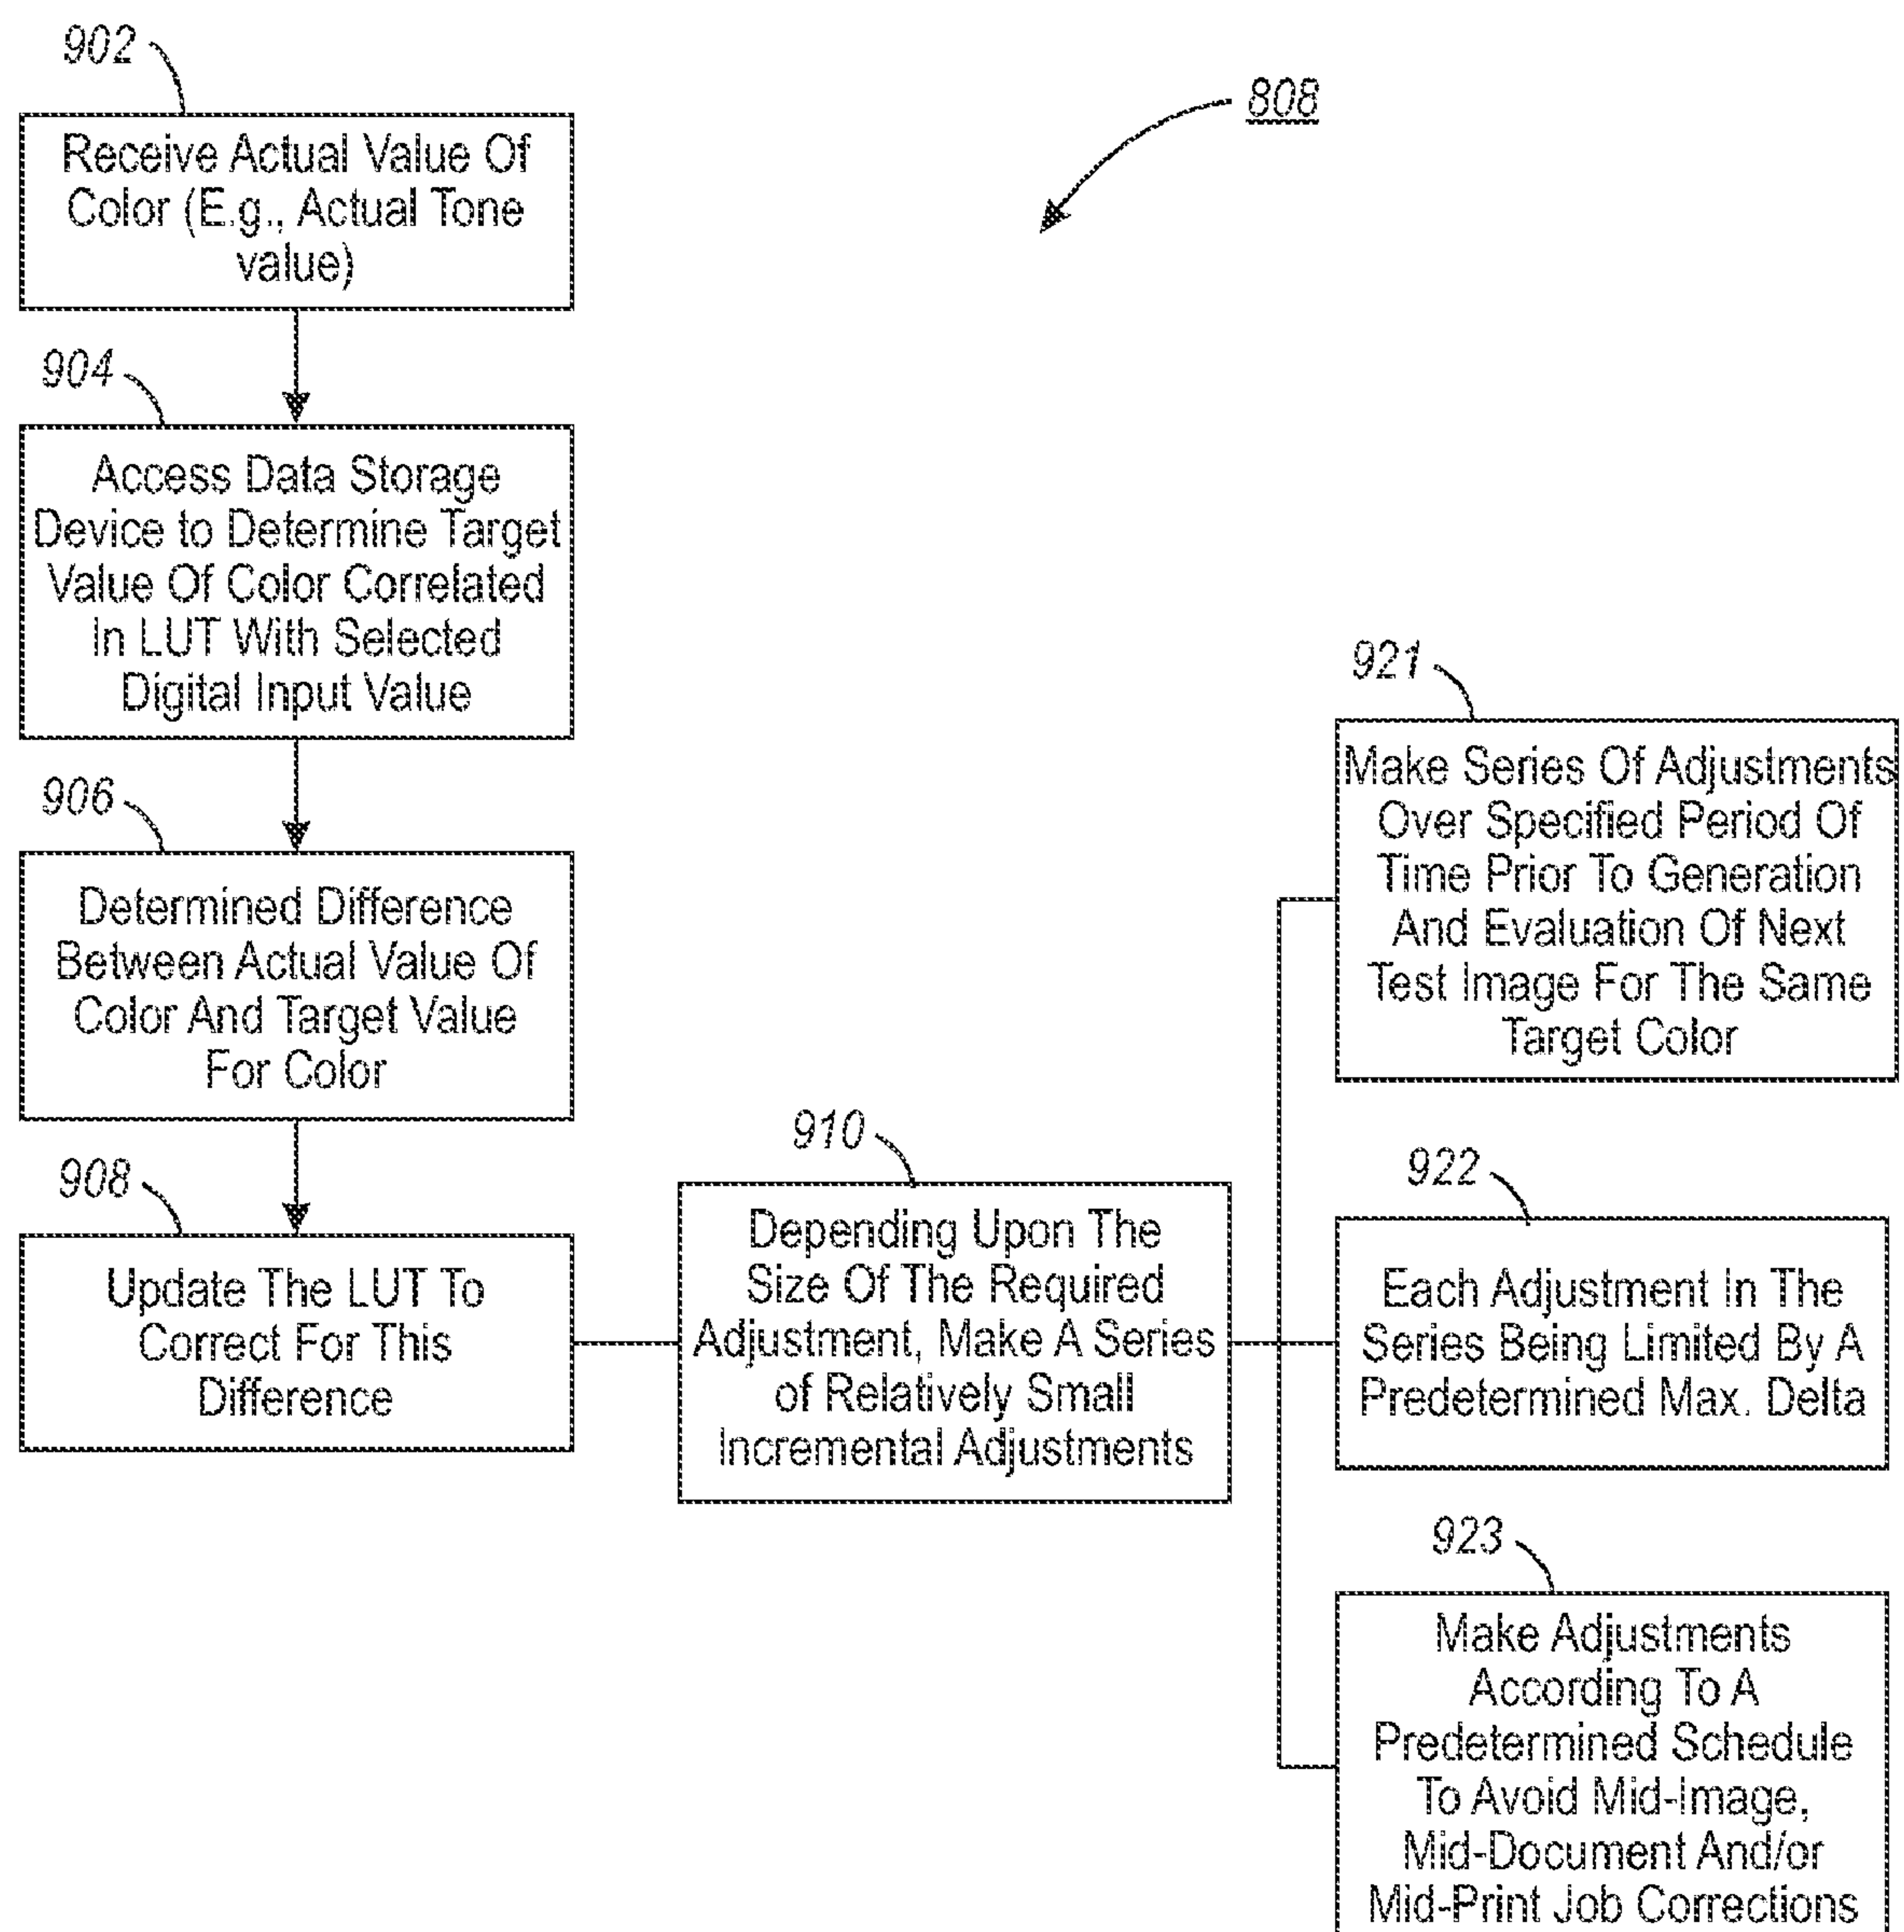 902
808
Receive Actual Value Of
Color (E.g., Actual Tone
value)
904
Access Data Storage
Device to Determine Target
Value Of Color Correlated
In LUT With Selected
Digital Input Value
906
Determined Difference
Between Actual Value Of
Color And Target Value
For Color
908
Update The LUT To
Correct For This
Difference
910
Depending Upon The
Size Of The Required
Adjustment, Make A Series
of Relatively Small
Incremental Adjustments
921
Make Series Of Adjustments
Over Specified Period Of
Time Prior To Generation
And Evaluation Of Next
Test Image For The Same
Target Color
922
Each Adjustment In The
Series Being Limited By A
Predetermined Max. Delta
923
Make Adjustments
According To A
Predetermined Schedule
To Avoid Mid-Image,
Mid-Document And/or
Mid-Print Job Corrections